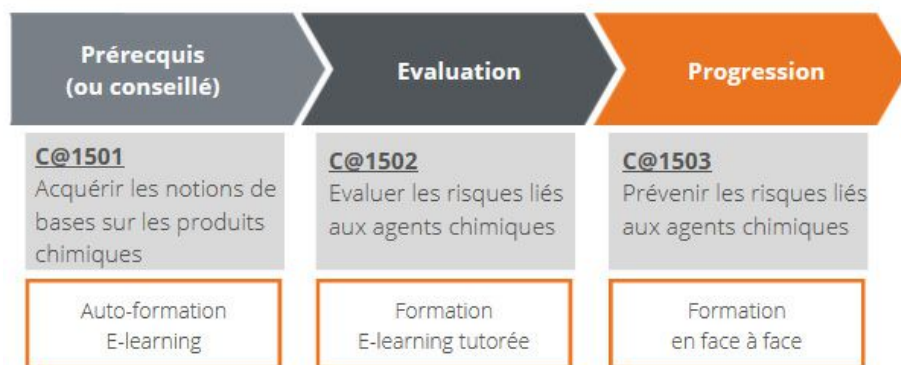 Prérecquis
(ou conseillé)
Evaluation
Progression
C@1501
Acquérir les notions de
bases sur les produits
chimiques
C@1502
Evaluer les risques liés
aux agents chimiques
C@1503
Prévenir les risques liés
aux agents chimiques
Auto-formation
E-learning
Formation
E-learning tutorée
Formation
en face à face